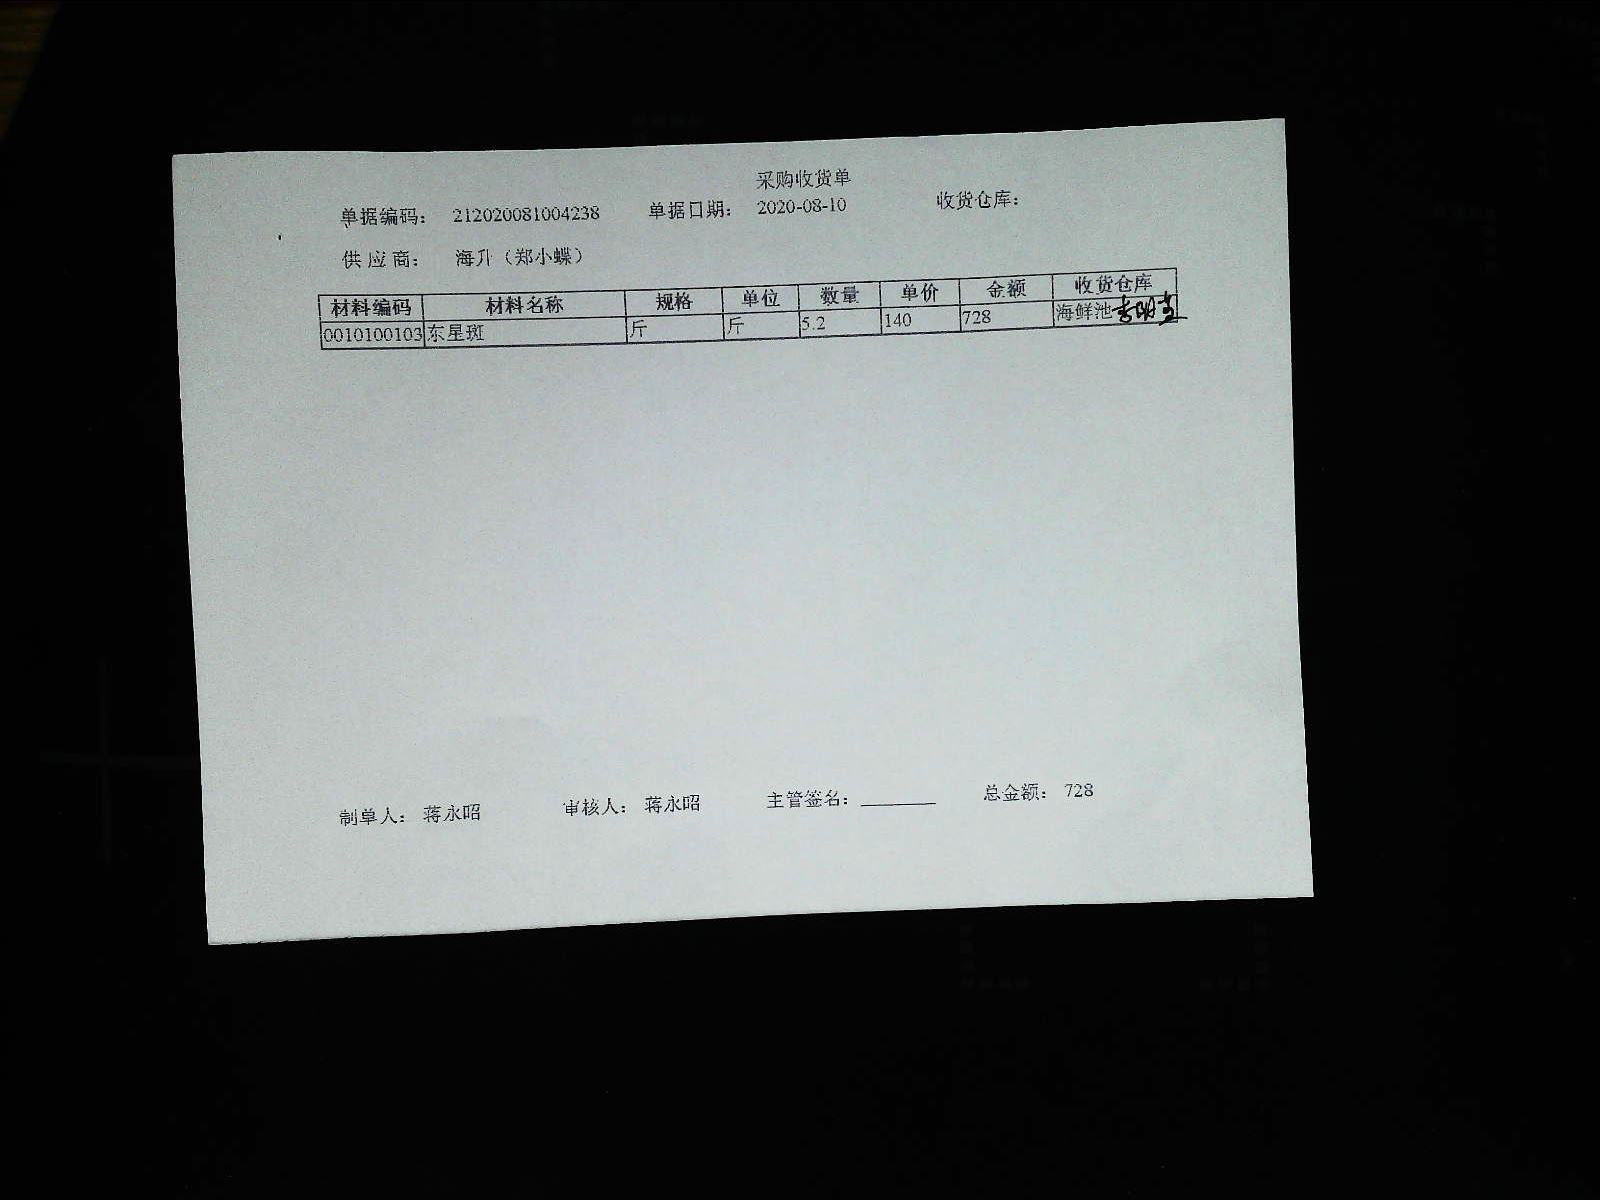 采购收货单
单据编码： 212020081004238 单据日期： 2020-08-10 收货仓库：
供 应 商： 海升（郑小蝶）
材料编码 材料名称 规格 单位 数量 单价 金额 收货仓库
0010100103 东星斑 斤 斤 5.2 140 728 海鲜池
制单人： 蒋永昭 审核人： 蒋永昭 主管签名：________ 总金额： 728